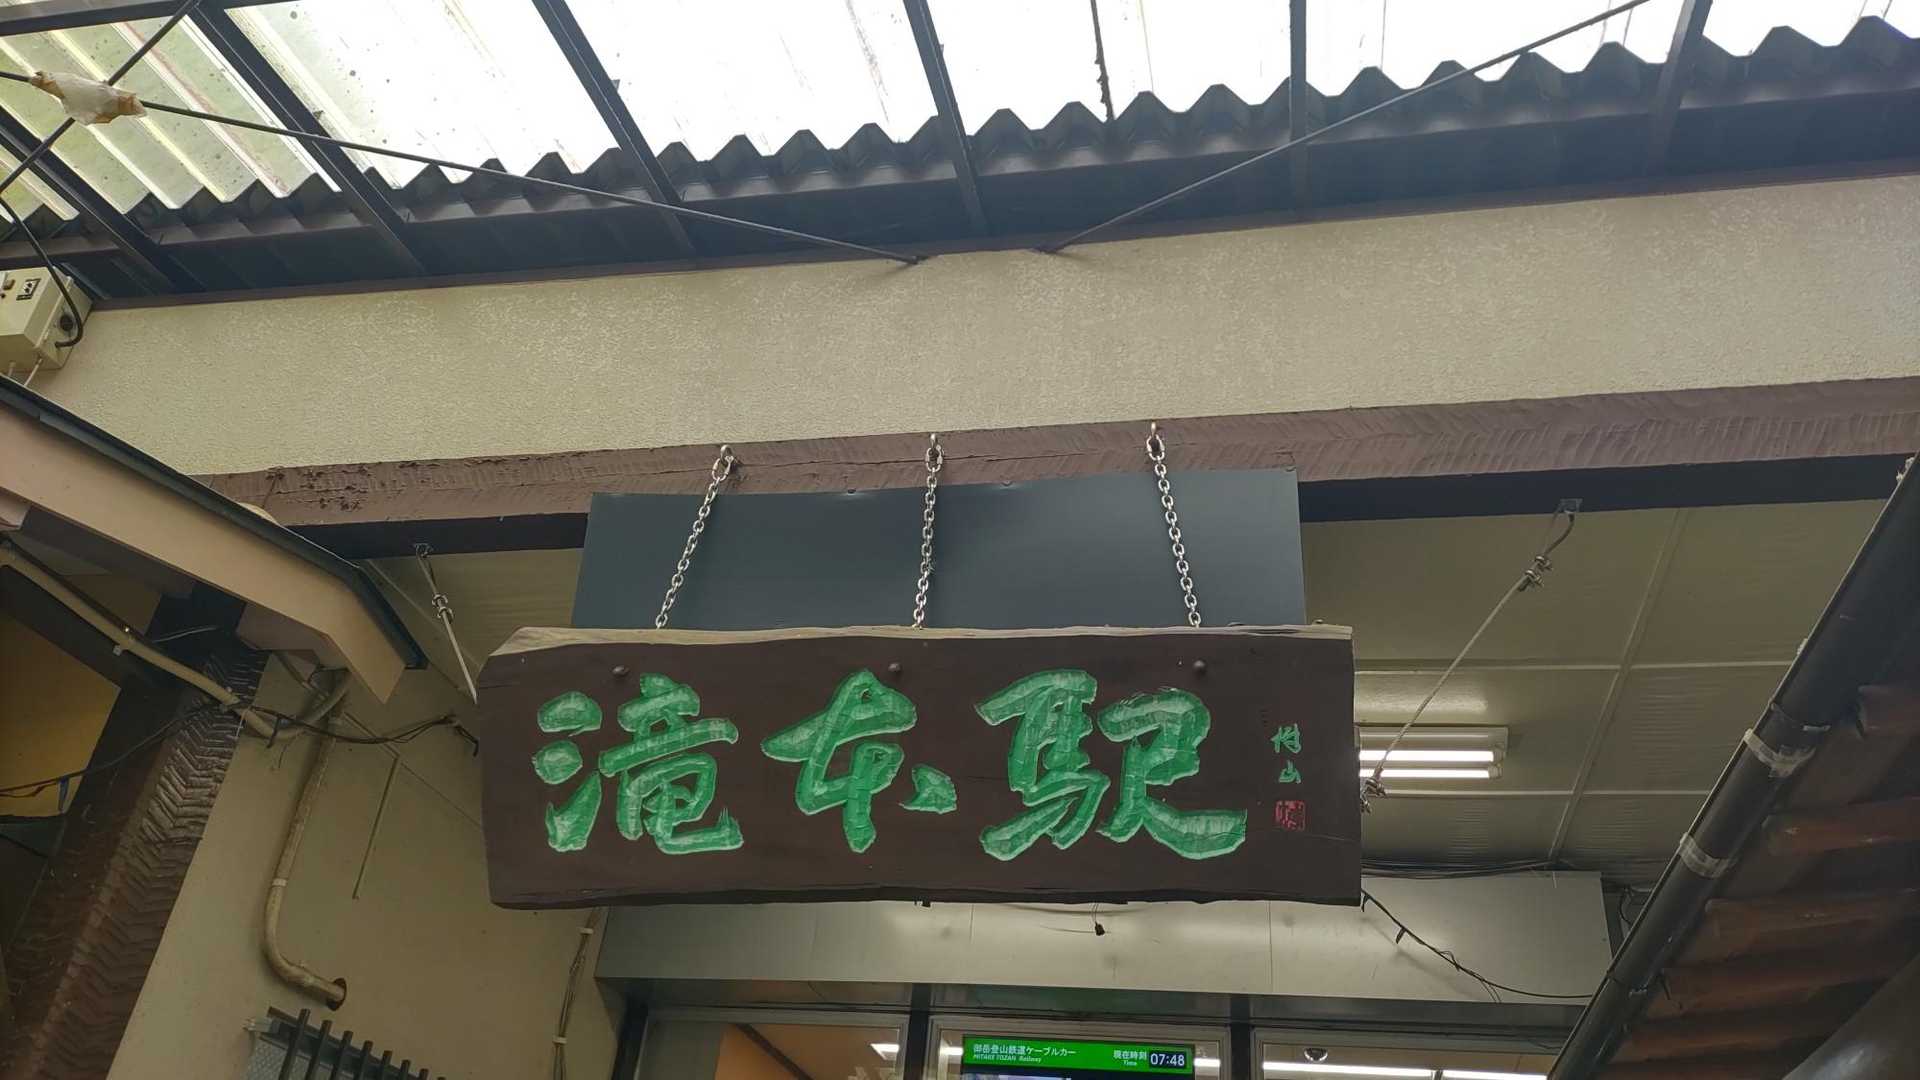 滝本駅
御岳登山鉄道ケーブルカー
MITAKE TOZAN Railway
現在時刻
Time
07:48